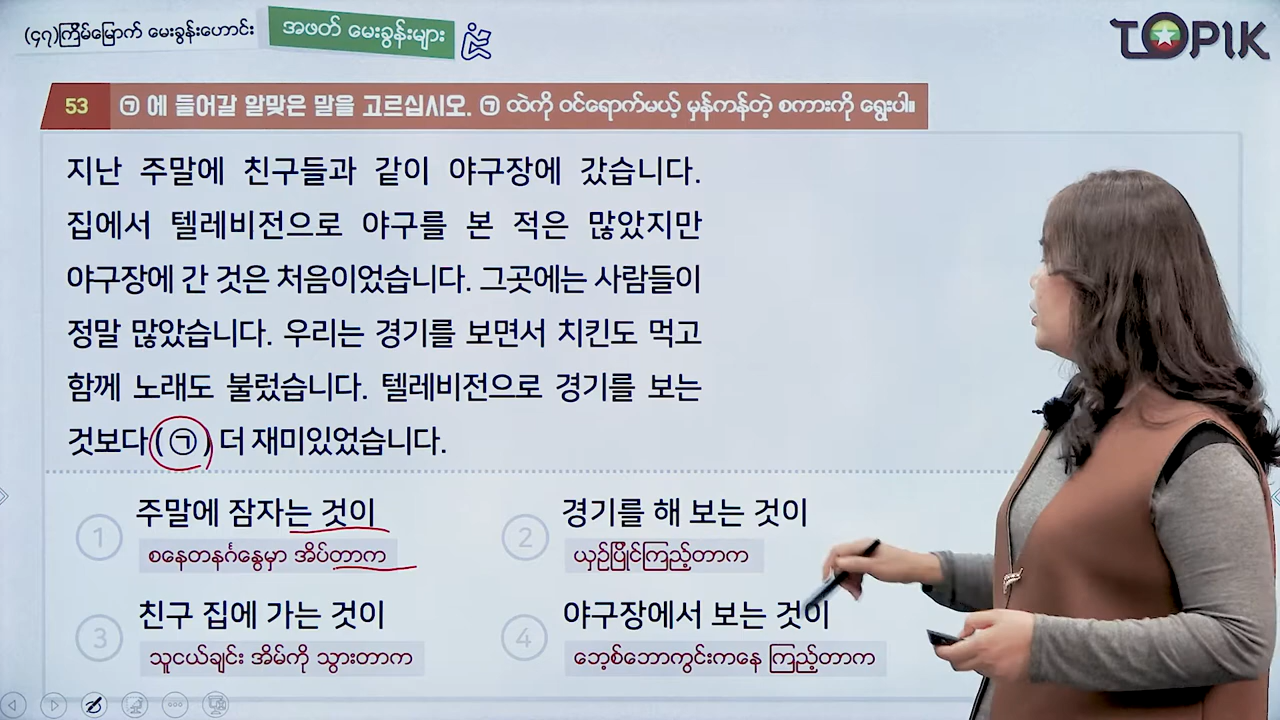 (၄၇)ကြိမ်မြောက် မေးခွန်းဟောင်း
အဖတ် မေးခွန်းများ
TOPIK
53
㉠ 에 들어갈 알맞은 말을 고르십시오. ㉠ ထဲကို ဝင်ရောက်မယ့် မှန်ကန်တဲ့ စကားကို ရွေးပါ။
지난 주말에 친구들과 같이 야구장에 갔습니다.
집에서 텔레비전으로 야구를 본 적은 많았지만
야구장에 간 것은 처음이었습니다. 그곳에는 사람들이
정말 많았습니다. 우리는 경기를 보면서 치킨도 먹고
함께 노래도 불렀습니다. 텔레비전으로 경기를 보는
것보다 ( ㉠ ) 더 재미있었습니다.
1 주말에 잠자는 것이
စနေတနင်္ဂနွေမှာ အိပ်တာက
2 경기를 해 보는 것이
ယှဉ်ပြိုင်ကြည့်တာက
3 친구 집에 가는 것이
သူငယ်ချင်း အိမ်ကို သွားတာက
4 야구장에서 보는 것이
ဘေ့စ်ဘောကွင်းကနေ ကြည့်တာက